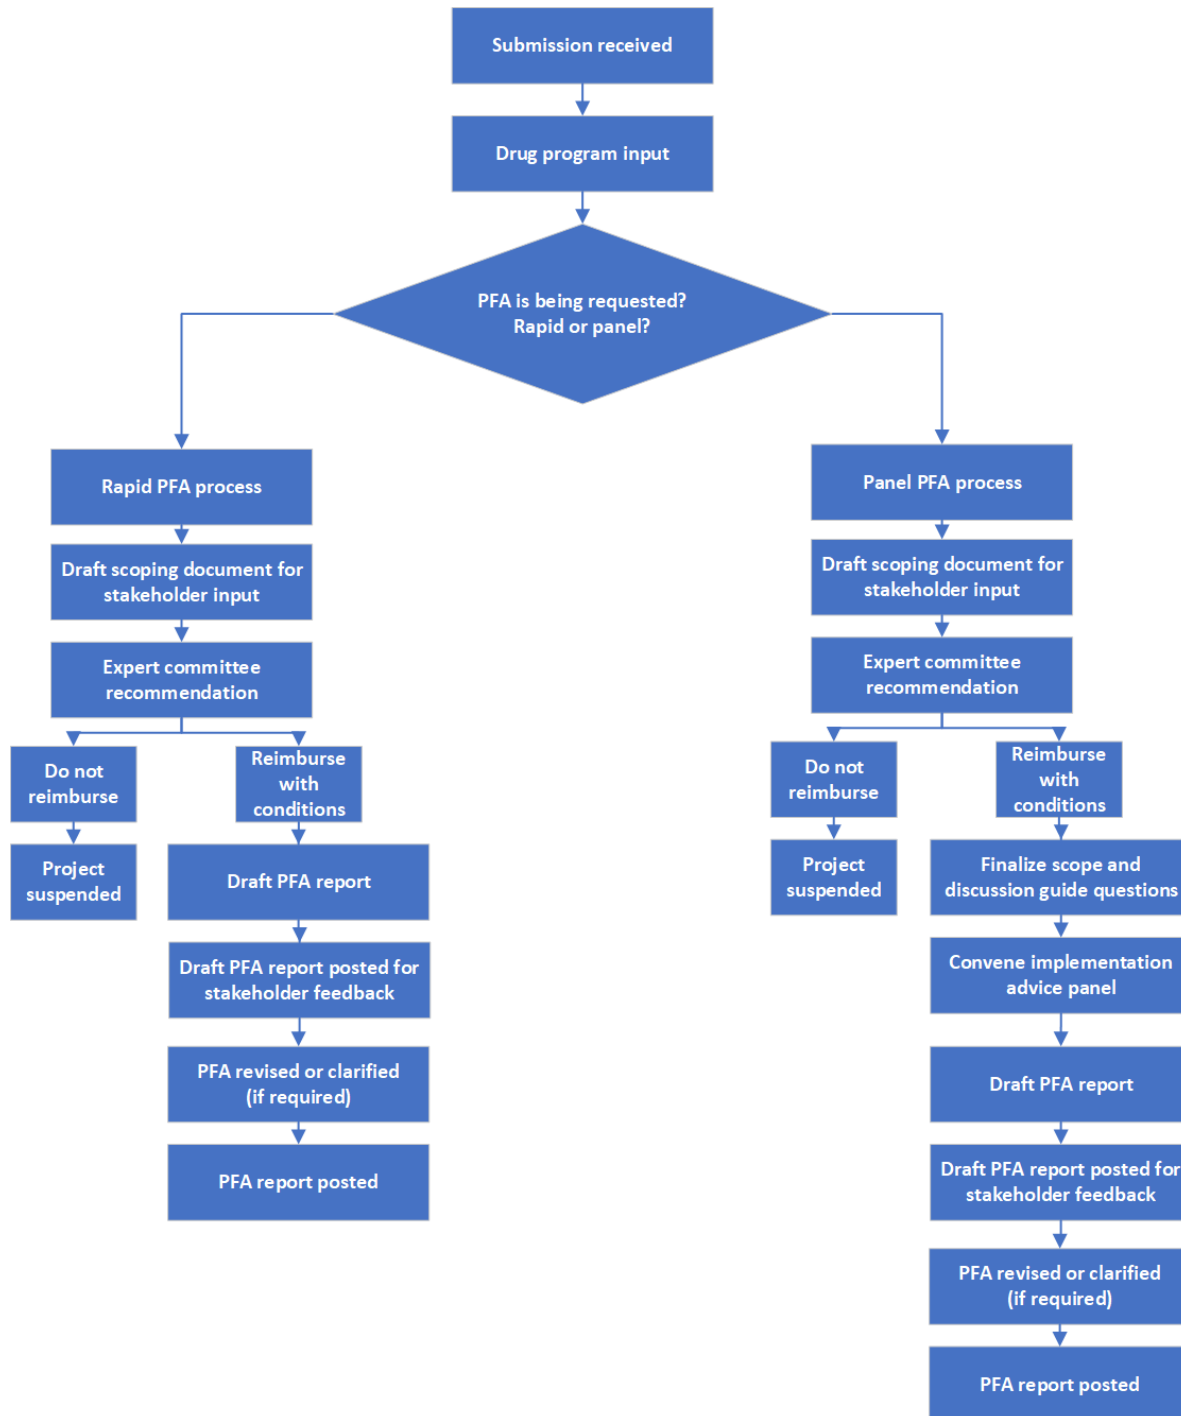 Submission received
Drug program input
PFA is being requested?
Rapid or panel?
Rapid PFA process
Draft scoping document for
stakeholder input
Expert committee
recommendation
Do not
reimburse
Project
suspended
Reimburse
with
conditions
Draft PFA report
Draft PFA report posted for
stakeholder feedback
PFA revised or clarified
(if required)
PFA report posted
Panel PFA process
Draft scoping document for
stakeholder input
Expert committee
recommendation
Do not
reimburse
Project
suspended
Reimburse
with
conditions
Finalize scope and
discussion guide questions
Convene implementation
advice panel
Draft PFA report
Draft PFA report posted for
stakeholder feedback
PFA revised or clarified
(if required)
PFA report posted